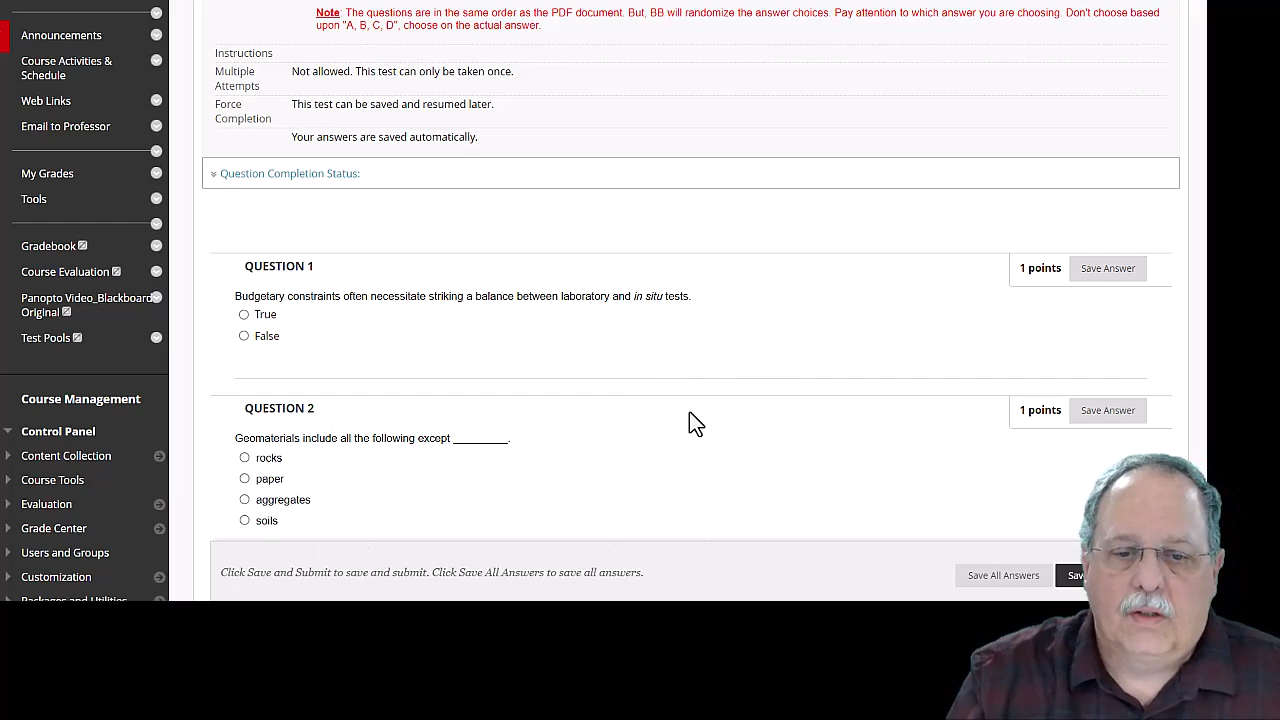 Note: The questions are in the same order as the PDF document. But, BB will randomize the answer choices. Pay attention to which answer you are choosing. Don't choose based
upon "A, B, C, D", choose on the actual answer.
Announcements
Course Activities &
Schedule
Web Links
Email to Professor
My Grades
Tools
Gradebook
Course Evaluation
Panopto Video_Blackboard
Original
Test Pools
Course Management
Control Panel
Content Collection
Course Tools
Evaluation
Grade Center
Users and Groups
Customization
Packages and Utilities
Instructions
Multiple
Attempts
Not allowed. This test can only be taken once.
Force
Completion
This test can be saved and resumed later.
Your answers are saved automatically.
Question Completion Status:
QUESTION 1
1 points
Save Answer
Budgetary constraints often necessitate striking a balance between laboratory and in situ tests.
True
False
QUESTION 2
1 points
Save Answer
Geomaterials include all the following except _________.
rocks
paper
aggregates
soils
Click Save and Submit to save and submit. Click Save All Answers to save all answers.
Save All Answers